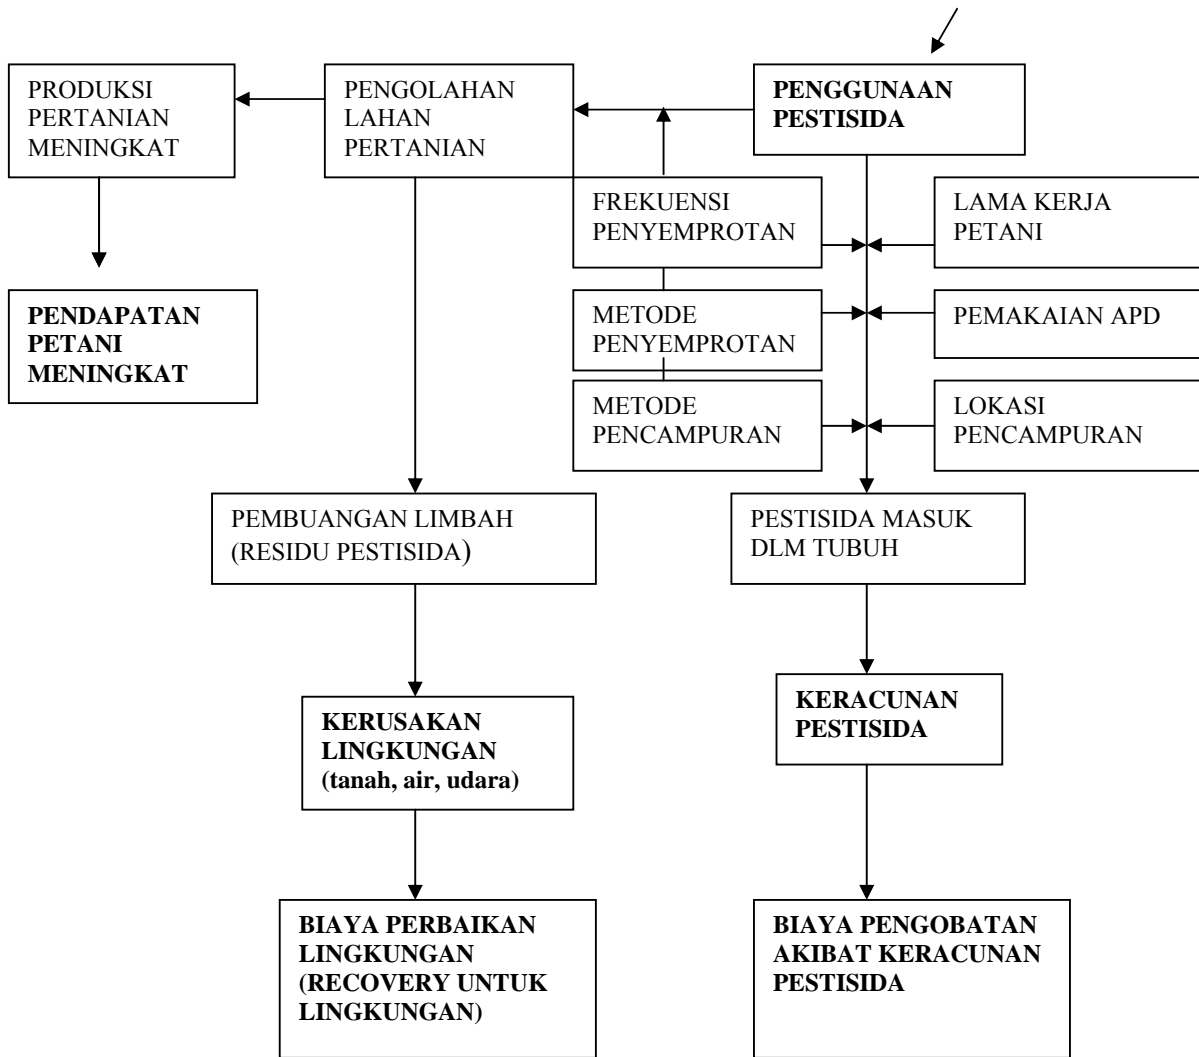 PRODUKSI
PERTANIAN
MENINGKAT
PENGOLAHAN
LAHAN
PERTANIAN
PENGGUNAAN
PESTISIDA
FREKUENSI
PENYEMPROTAN
LAMA KERJA
PETANI
PENDAPATAN
PETANI
MENINGKAT
METODE
PENYEMPROTAN
PEMAKAIAN APD
METODE
PENCAMPURAN
LOKASI
PENCAMPURAN
PEMBUANGAN LIMBAH
(RESIDU PESTISIDA)
PESTISIDA MASUK
DLM TUBUH
KERUSAKAN
LINGKUNGAN
(tanah, air, udara)
KERACUNAN
PESTISIDA
BIAYA PERBAIKAN
LINGKUNGAN
(RECOVERY UNTUK
LINGKUNGAN)
BIAYA PENGOBATAN
AKIBAT KERACUNAN
PESTISIDA